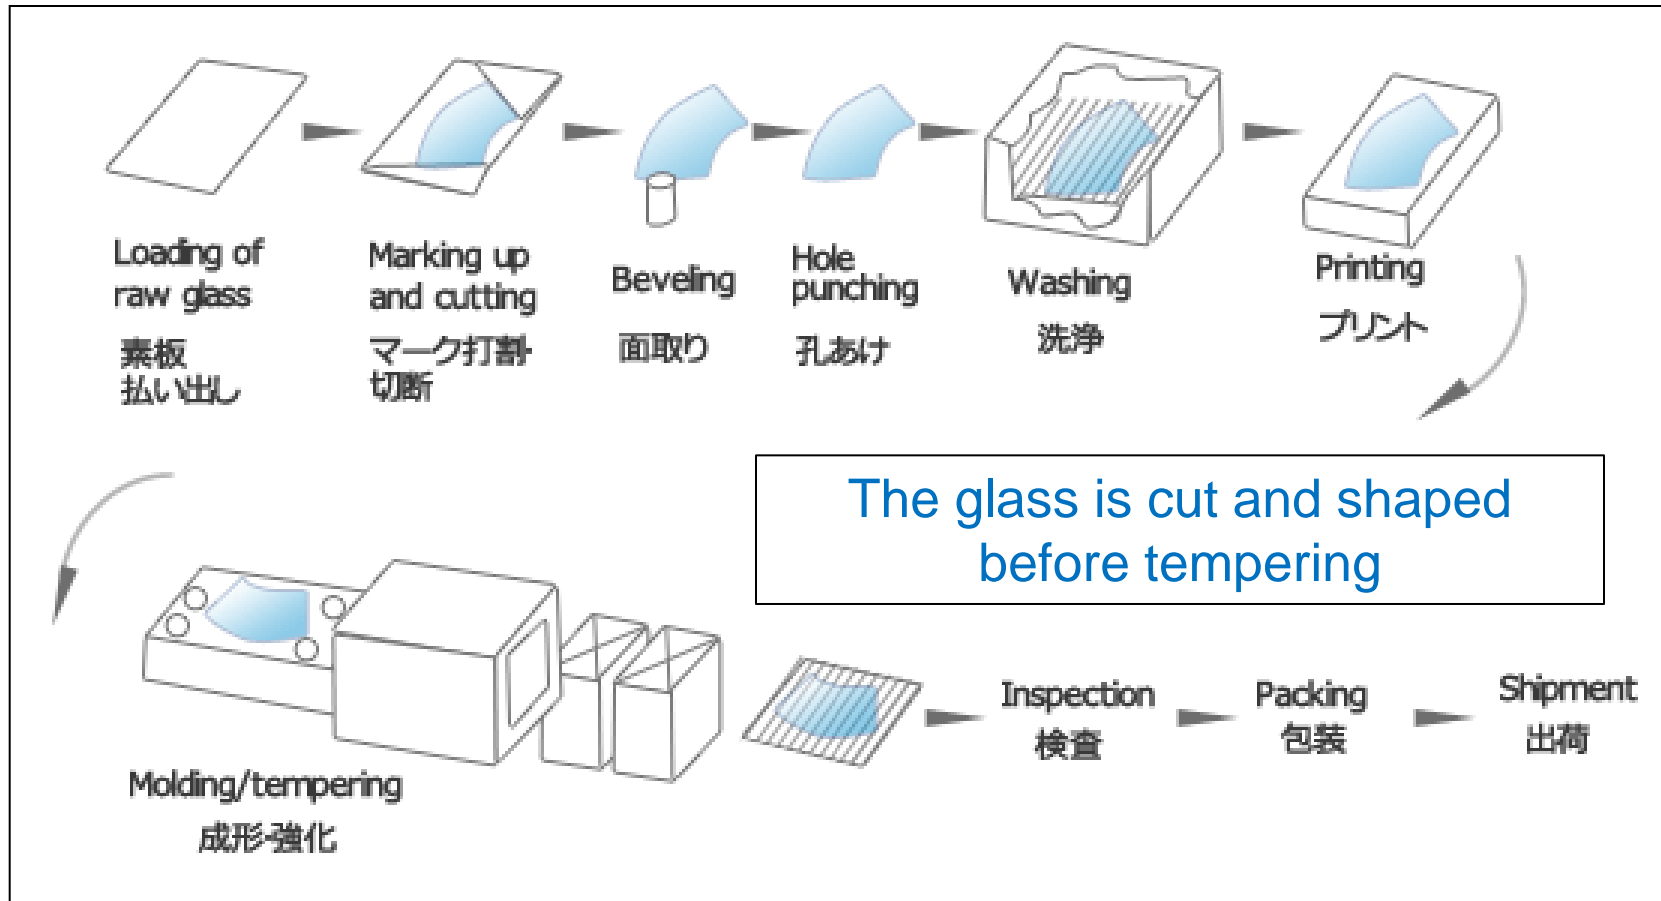 Loading of
raw glass
素板
払い出し
Marking up
and cutting
マーク打割・
切断
Beveling
面取り
Hole
punching
孔あけ
Washing
洗浄
Printing
プリント
The glass is cut and shaped
before tempering
Molding/tempering
成形・強化
Inspection
検査
Packing
包装
Shipment
出荷